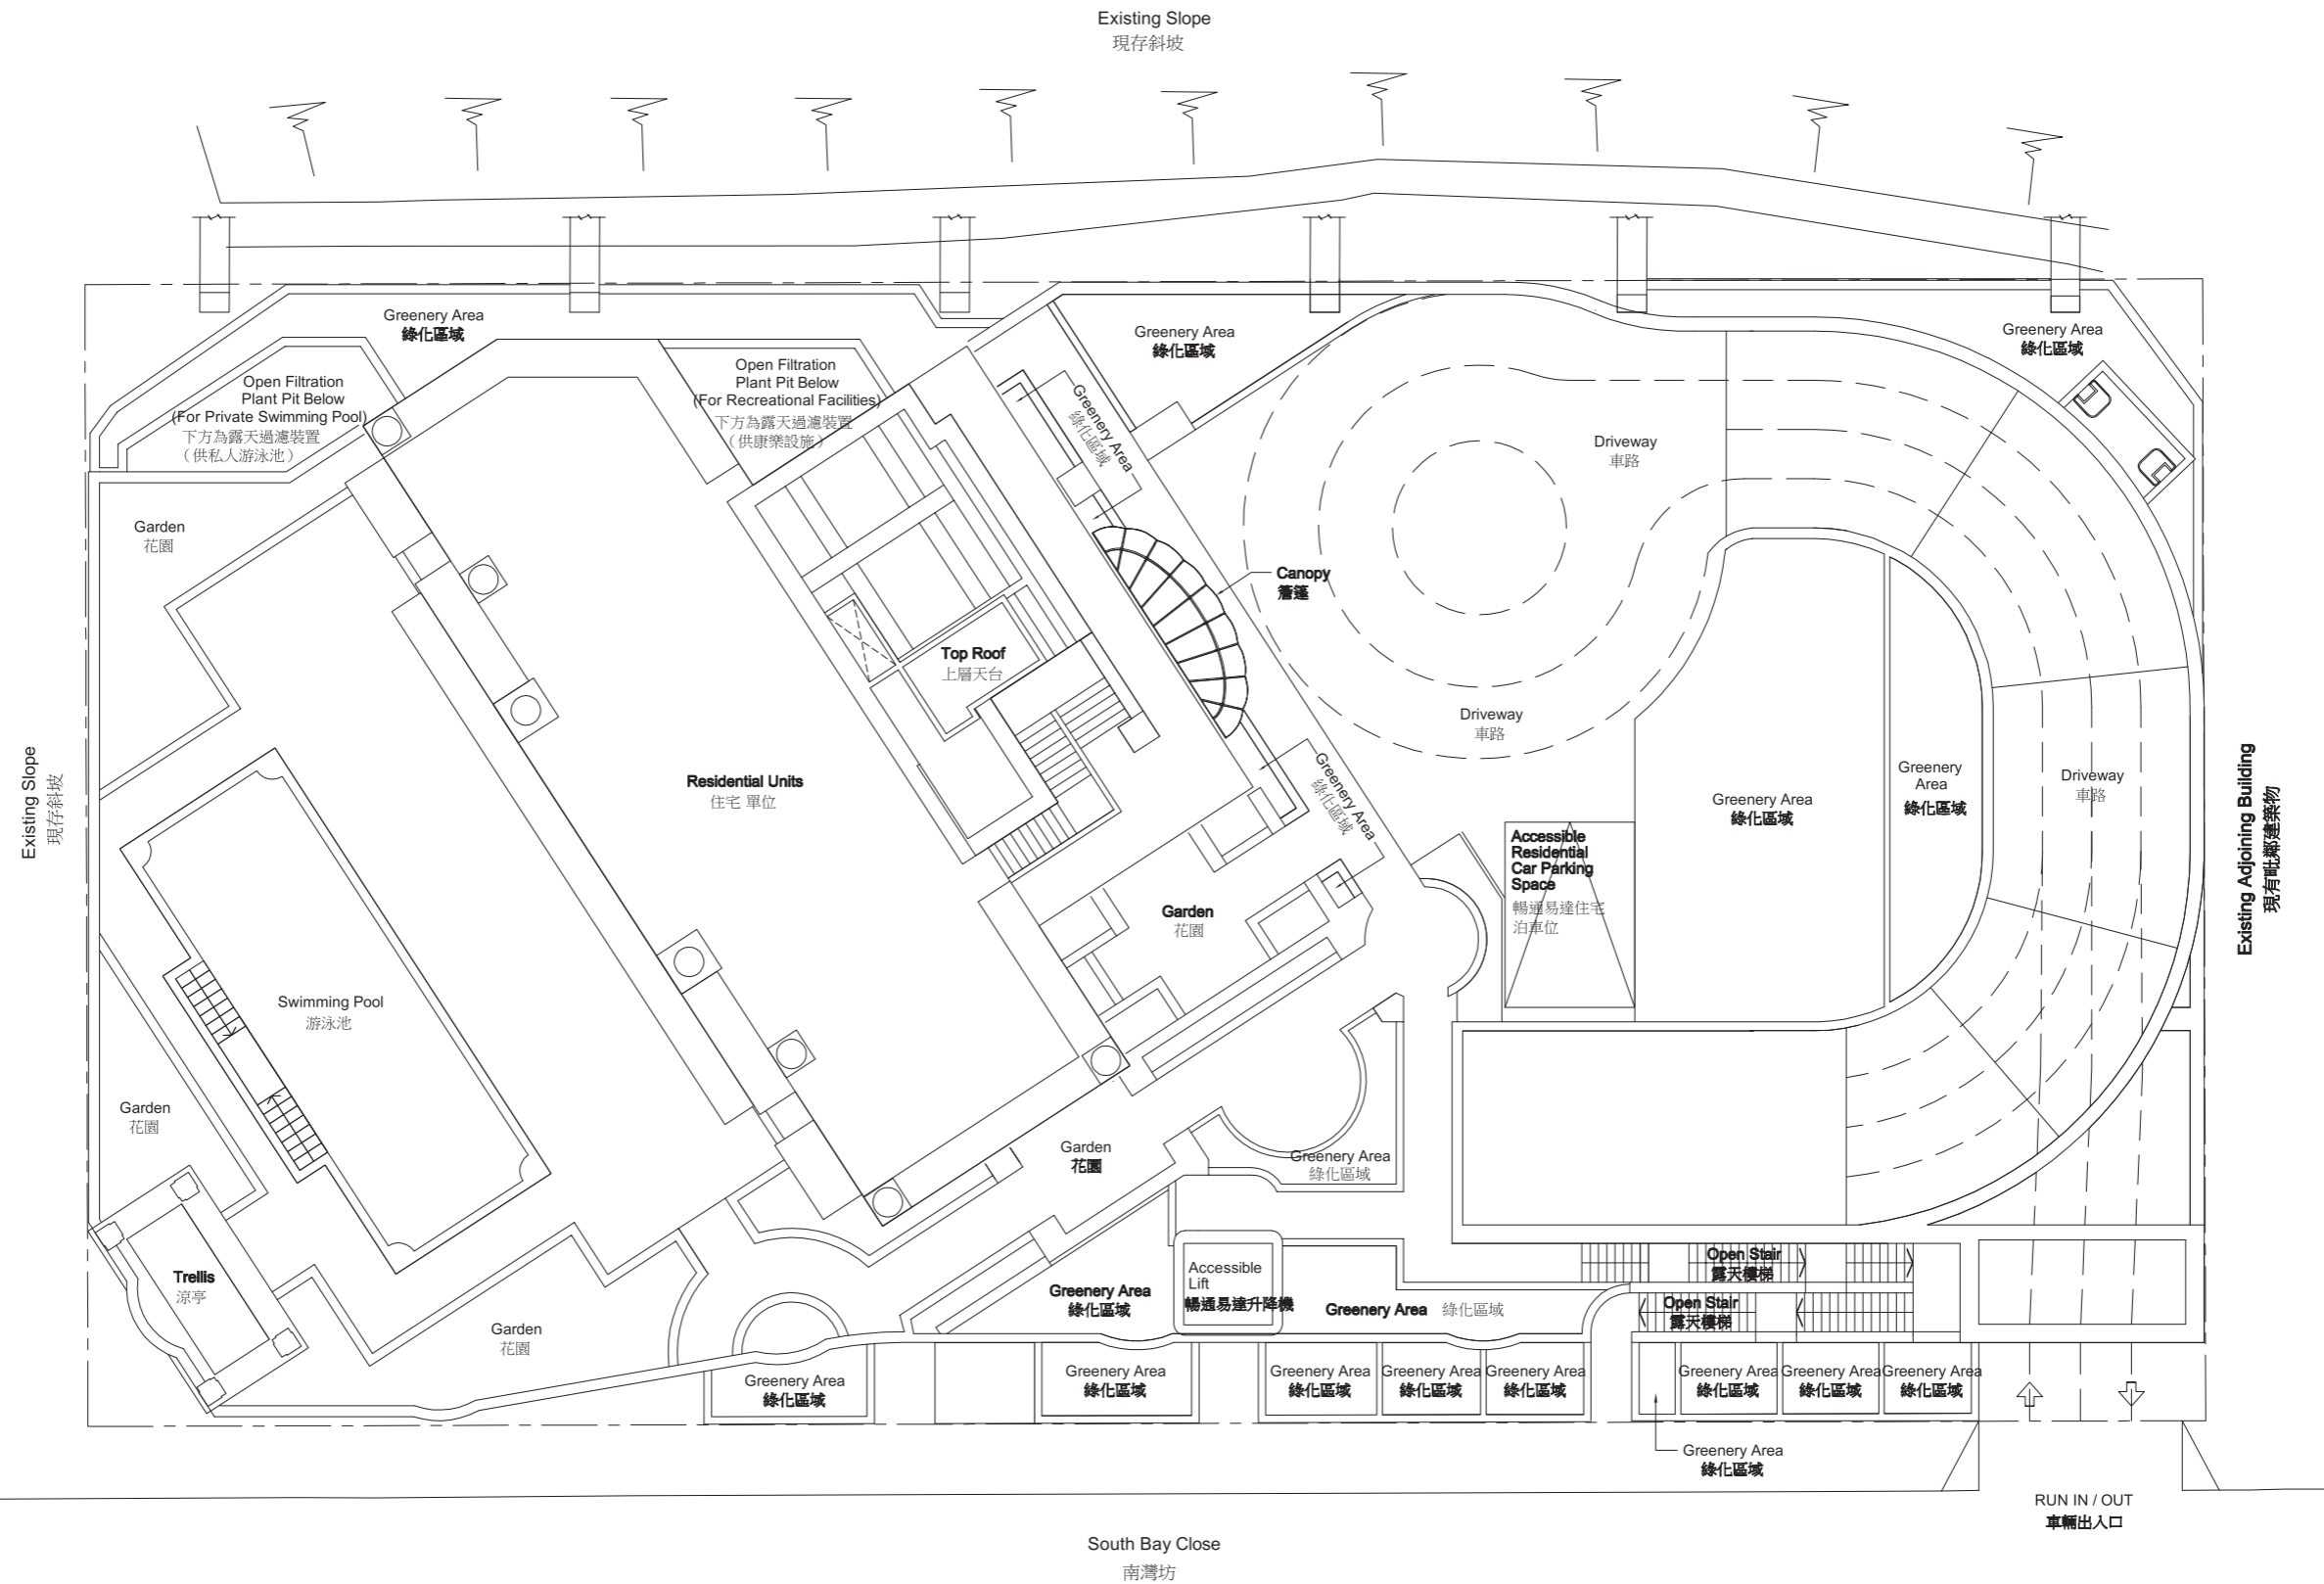 Existing Slope
現存斜坡
Greenery Area
綠化區域
Greenery Area
綠化區域
Greenery Area
綠化區域
Open Filtration
Plant Pit Below
(For Private Swimming Pool)
下方為露天過濾裝置
（供私人游泳池）
Open Filtration
Plant Pit Below
(For Recreational Facilities)
下方為露天過濾裝置
（供康樂設施）
Greenery Area
綠化區域
Driveway
車路
Garden
花園
Canopy
簷篷
Top Roof
上層天台
Driveway
車路
Existing Slope
現存斜坡
Residential Units
住宅 單位
Greenery Area
綠化區域
Greenery Area
綠化區域
Greenery
Area
綠化區域
Driveway
車路
Existing Adjoining Building
現有毗鄰建築物
Accessible
Residential
Car Parking
Space
暢通易達住宅
泊車位
Garden
花園
Swimming Pool
游泳池
Garden
花園
Garden
花園
Greenery Area
綠化區域
Trellis
涼亭
Accessible
Lift
暢通易達升降機
Greenery Area
綠化區域
Greenery Area 綠化區域
Open Stair
露天樓梯
Open Stair
露天樓梯
Garden
花園
Greenery Area
綠化區域
Greenery Area
綠化區域
Greenery Area
綠化區域
Greenery Area
綠化區域
Greenery Area
綠化區域
Greenery Area
綠化區域
Greenery Area
綠化區域
Greenery Area
綠化區域
Greenery Area
綠化區域
RUN IN / OUT
車輛出入口
South Bay Close
南灣坊